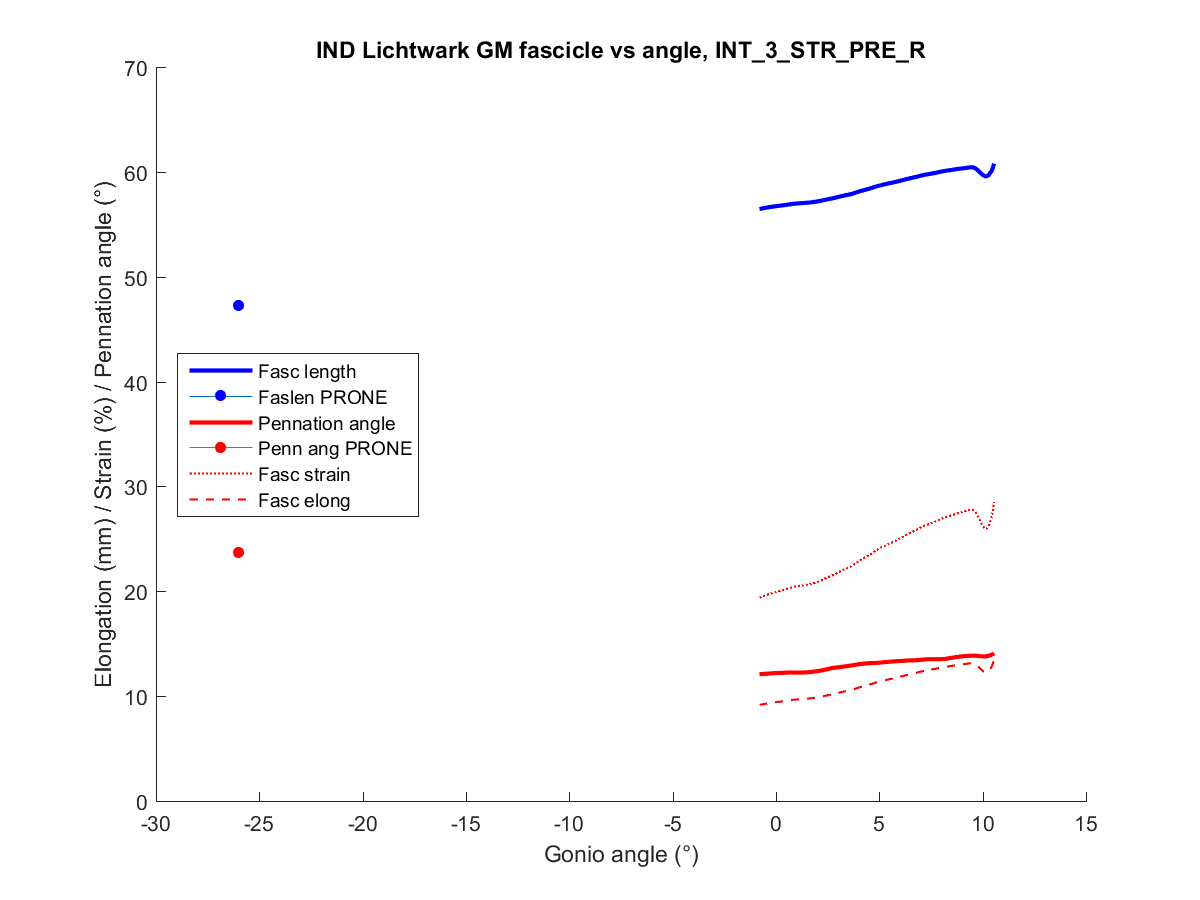 IND Lichtwark GM fascicle vs angle, INT_3_STR_PRE_R
Elongation (mm) / Strain (%) / Pennation angle (°)
70
60
50
40
30
20
10
0
Fasc length
Faslen PRONE
Pennation angle
Penn ang PRONE
Fasc strain
Fasc elong
-30
-25
-20
-15
-10
-5
0
5
10
15
Gonio angle (°)